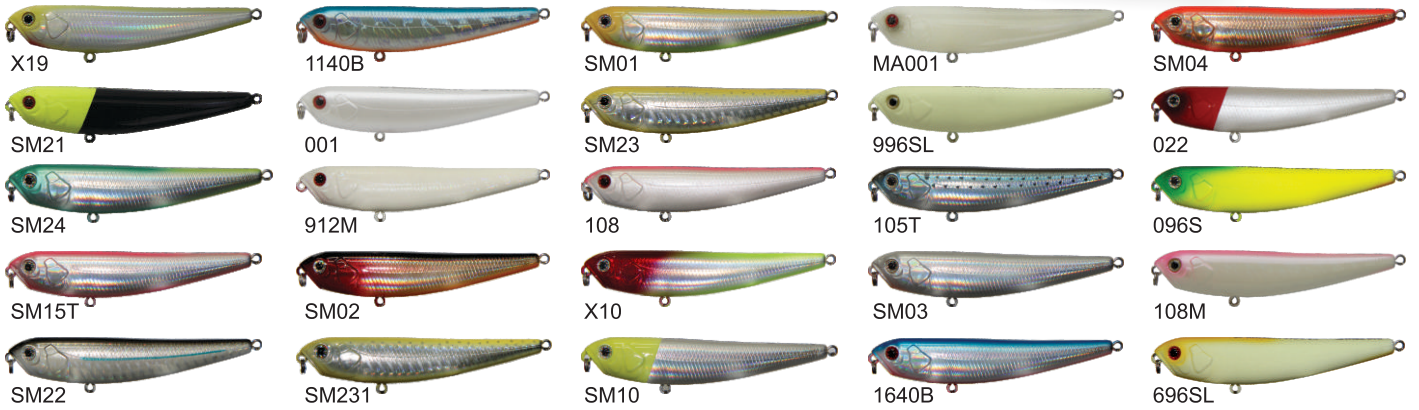 X19
1140B
SM01
MA001
SM04
SM21
001
SM23
996SL
022
SM24
912M
108
105T
096S
SM15T
SM02
X10
SM03
108M
SM22
SM231
SM10
1640B
696SL